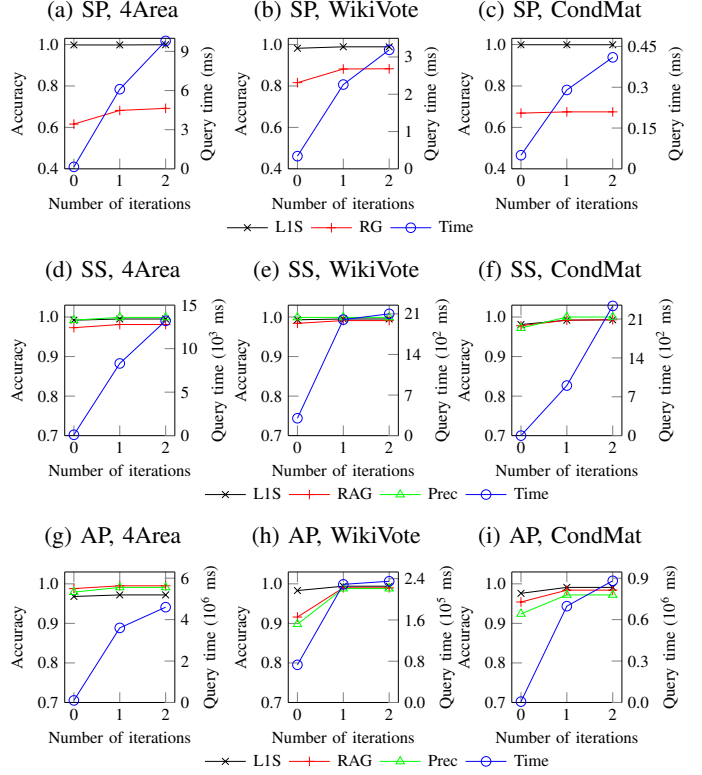 (a) SP, 4Area
(b) SP, WikiVote
(c) SP, CondMat
1.0
0.8
0.6
0.4
Accuracy
9
6
3
0
Query time (ms)
0 1 2
Number of iterations
1.0
0.8
0.6
0.4
Accuracy
3
2
1
0
Query time (ms)
0 1 2
Number of iterations
1.0
0.8
0.6
0.4
Accuracy
0.45
0.3
0.15
0
Query time (ms)
0 1 2
Number of iterations
L1S RG Time
(d) SS, 4Area
(e) SS, WikiVote
(f) SS, CondMat
1.0
0.9
0.8
0.7
Accuracy
15
10
5
0
Query time (10³ ms)
0 1 2
Number of iterations
1.0
0.9
0.8
0.7
Accuracy
21
14
7
0
Query time (10² ms)
0 1 2
Number of iterations
1.0
0.9
0.8
0.7
Accuracy
21
14
7
0
Query time (10² ms)
0 1 2
Number of iterations
L1S RAG Prec Time
(g) AP, 4Area
(h) AP, WikiVote
(i) AP, CondMat
1.0
0.9
0.8
0.7
Accuracy
6
4
2
0
Query time (10⁶ ms)
0 1 2
Number of iterations
1.0
0.9
0.8
0.7
Accuracy
2.4
1.6
0.8
0.0
Query time (10⁵ ms)
0 1 2
Number of iterations
1.0
0.9
0.8
0.7
Accuracy
0.9
0.6
0.3
0.0
Query time (10⁶ ms)
0 1 2
Number of iterations
L1S RAG Prec Time